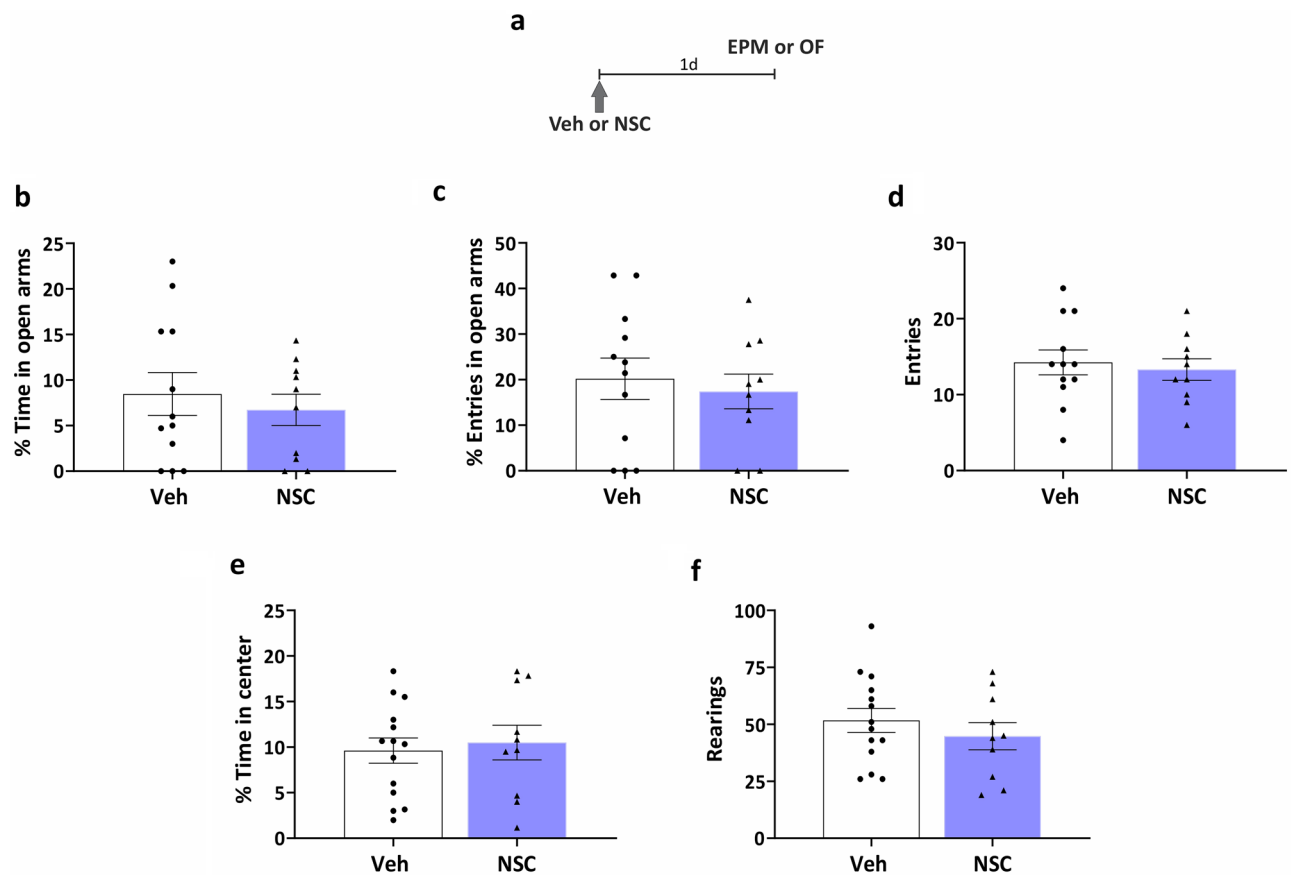 a
EPM or OF
1d
Veh or NSC
b
% Time in open arms
25
20
15
10
5
0
Veh
NSC
c
% Entries in open arms
50
40
30
20
10
0
Veh
NSC
d
Entries
30
20
10
0
Veh
NSC
e
% Time in center
25
20
15
10
5
0
Veh
NSC
f
Rearings
100
75
50
25
0
Veh
NSC